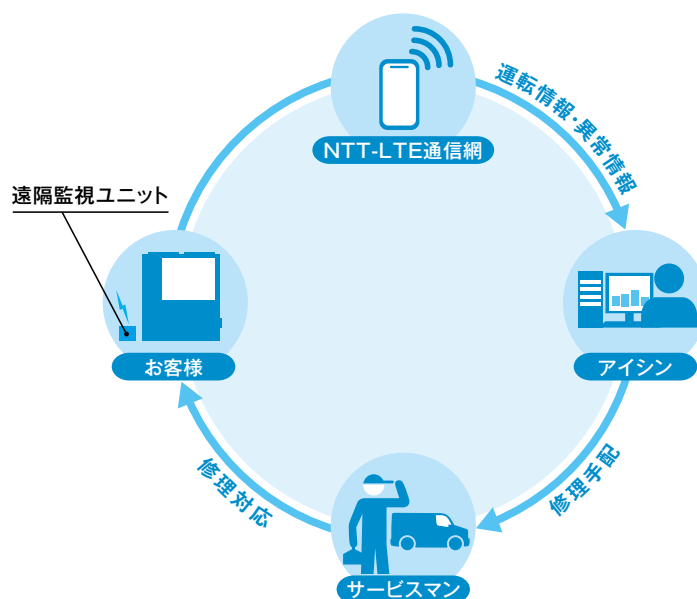 NTT-LTE通信網
運転情報・異常情報
遠隔監視ユニット
お客様
アイシン
修理対応
修理手配
サービスマン